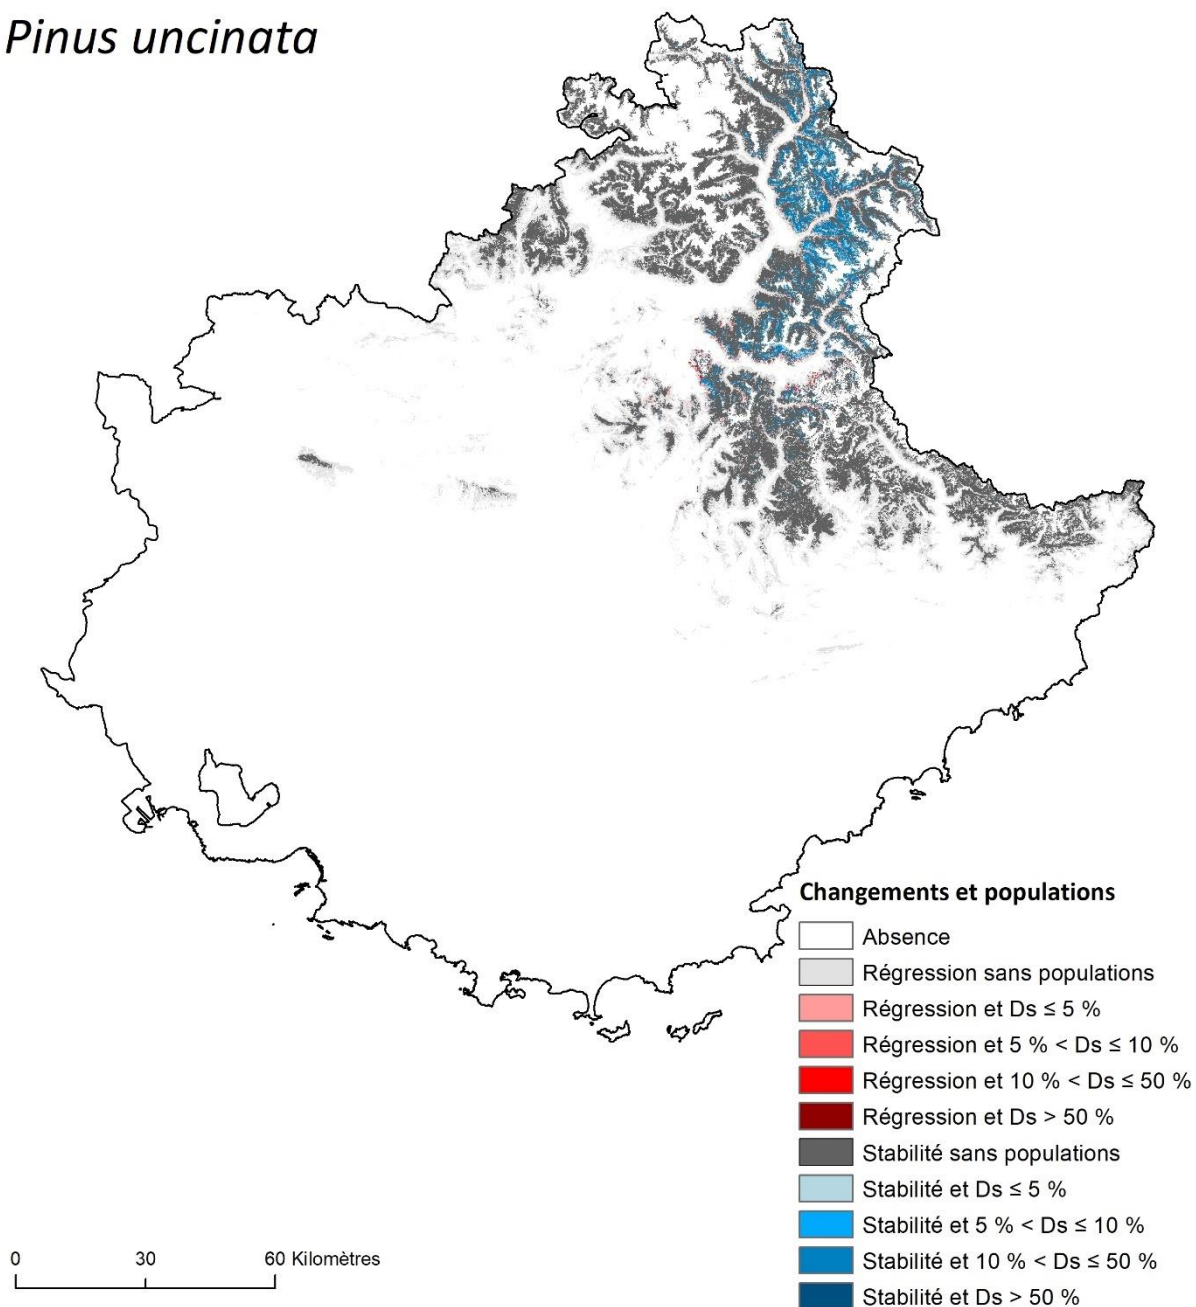 Pinus uncinata
Changements et populations
Absence
Régression sans populations
Régression et Ds ≤ 5 %
Régression et 5 % < Ds ≤ 10 %
Régression et 10 % < Ds ≤ 50 %
Régression et Ds > 50 %
Stabilité sans populations
Stabilité et Ds ≤ 5 %
Stabilité et 5 % < Ds ≤ 10 %
Stabilité et 10 % < Ds ≤ 50 %
Stabilité et Ds > 50 %
0 30 60 Kilomètres